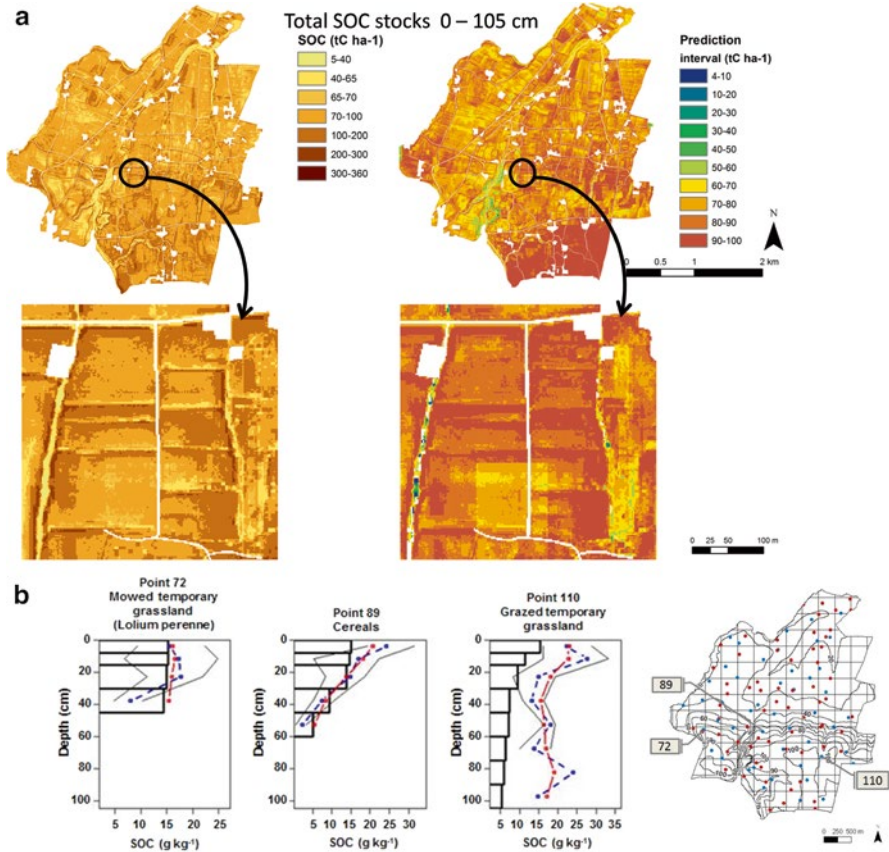 a
Total SOC stocks 0 – 105 cm
SOC (tC ha-1)
5-40
40-65
65-70
70-100
100-200
200-300
300-360
Prediction
interval (tC ha-1)
4-10
10-20
20-30
30-40
40-50
50-60
60-70
70-80
80-90
90-100
N
0 0.5 1 2 km
0 25 50 100 m
b
Point 72
Mowed temporary
grassland
(Lolium perenne)
Depth (cm)
0
20
40
60
80
100
5 10 15 20 25
SOC (g kg-1)
Point 89
Cereals
Depth (cm)
0
20
40
60
80
100
5 10 15 20 25 30
SOC (g kg-1)
Point 110
Grazed temporary
grassland
Depth (cm)
0
20
40
60
80
100
5 10 15 20 25 30 35
SOC (g kg-1)
89
72
110
0 250 500 m
N